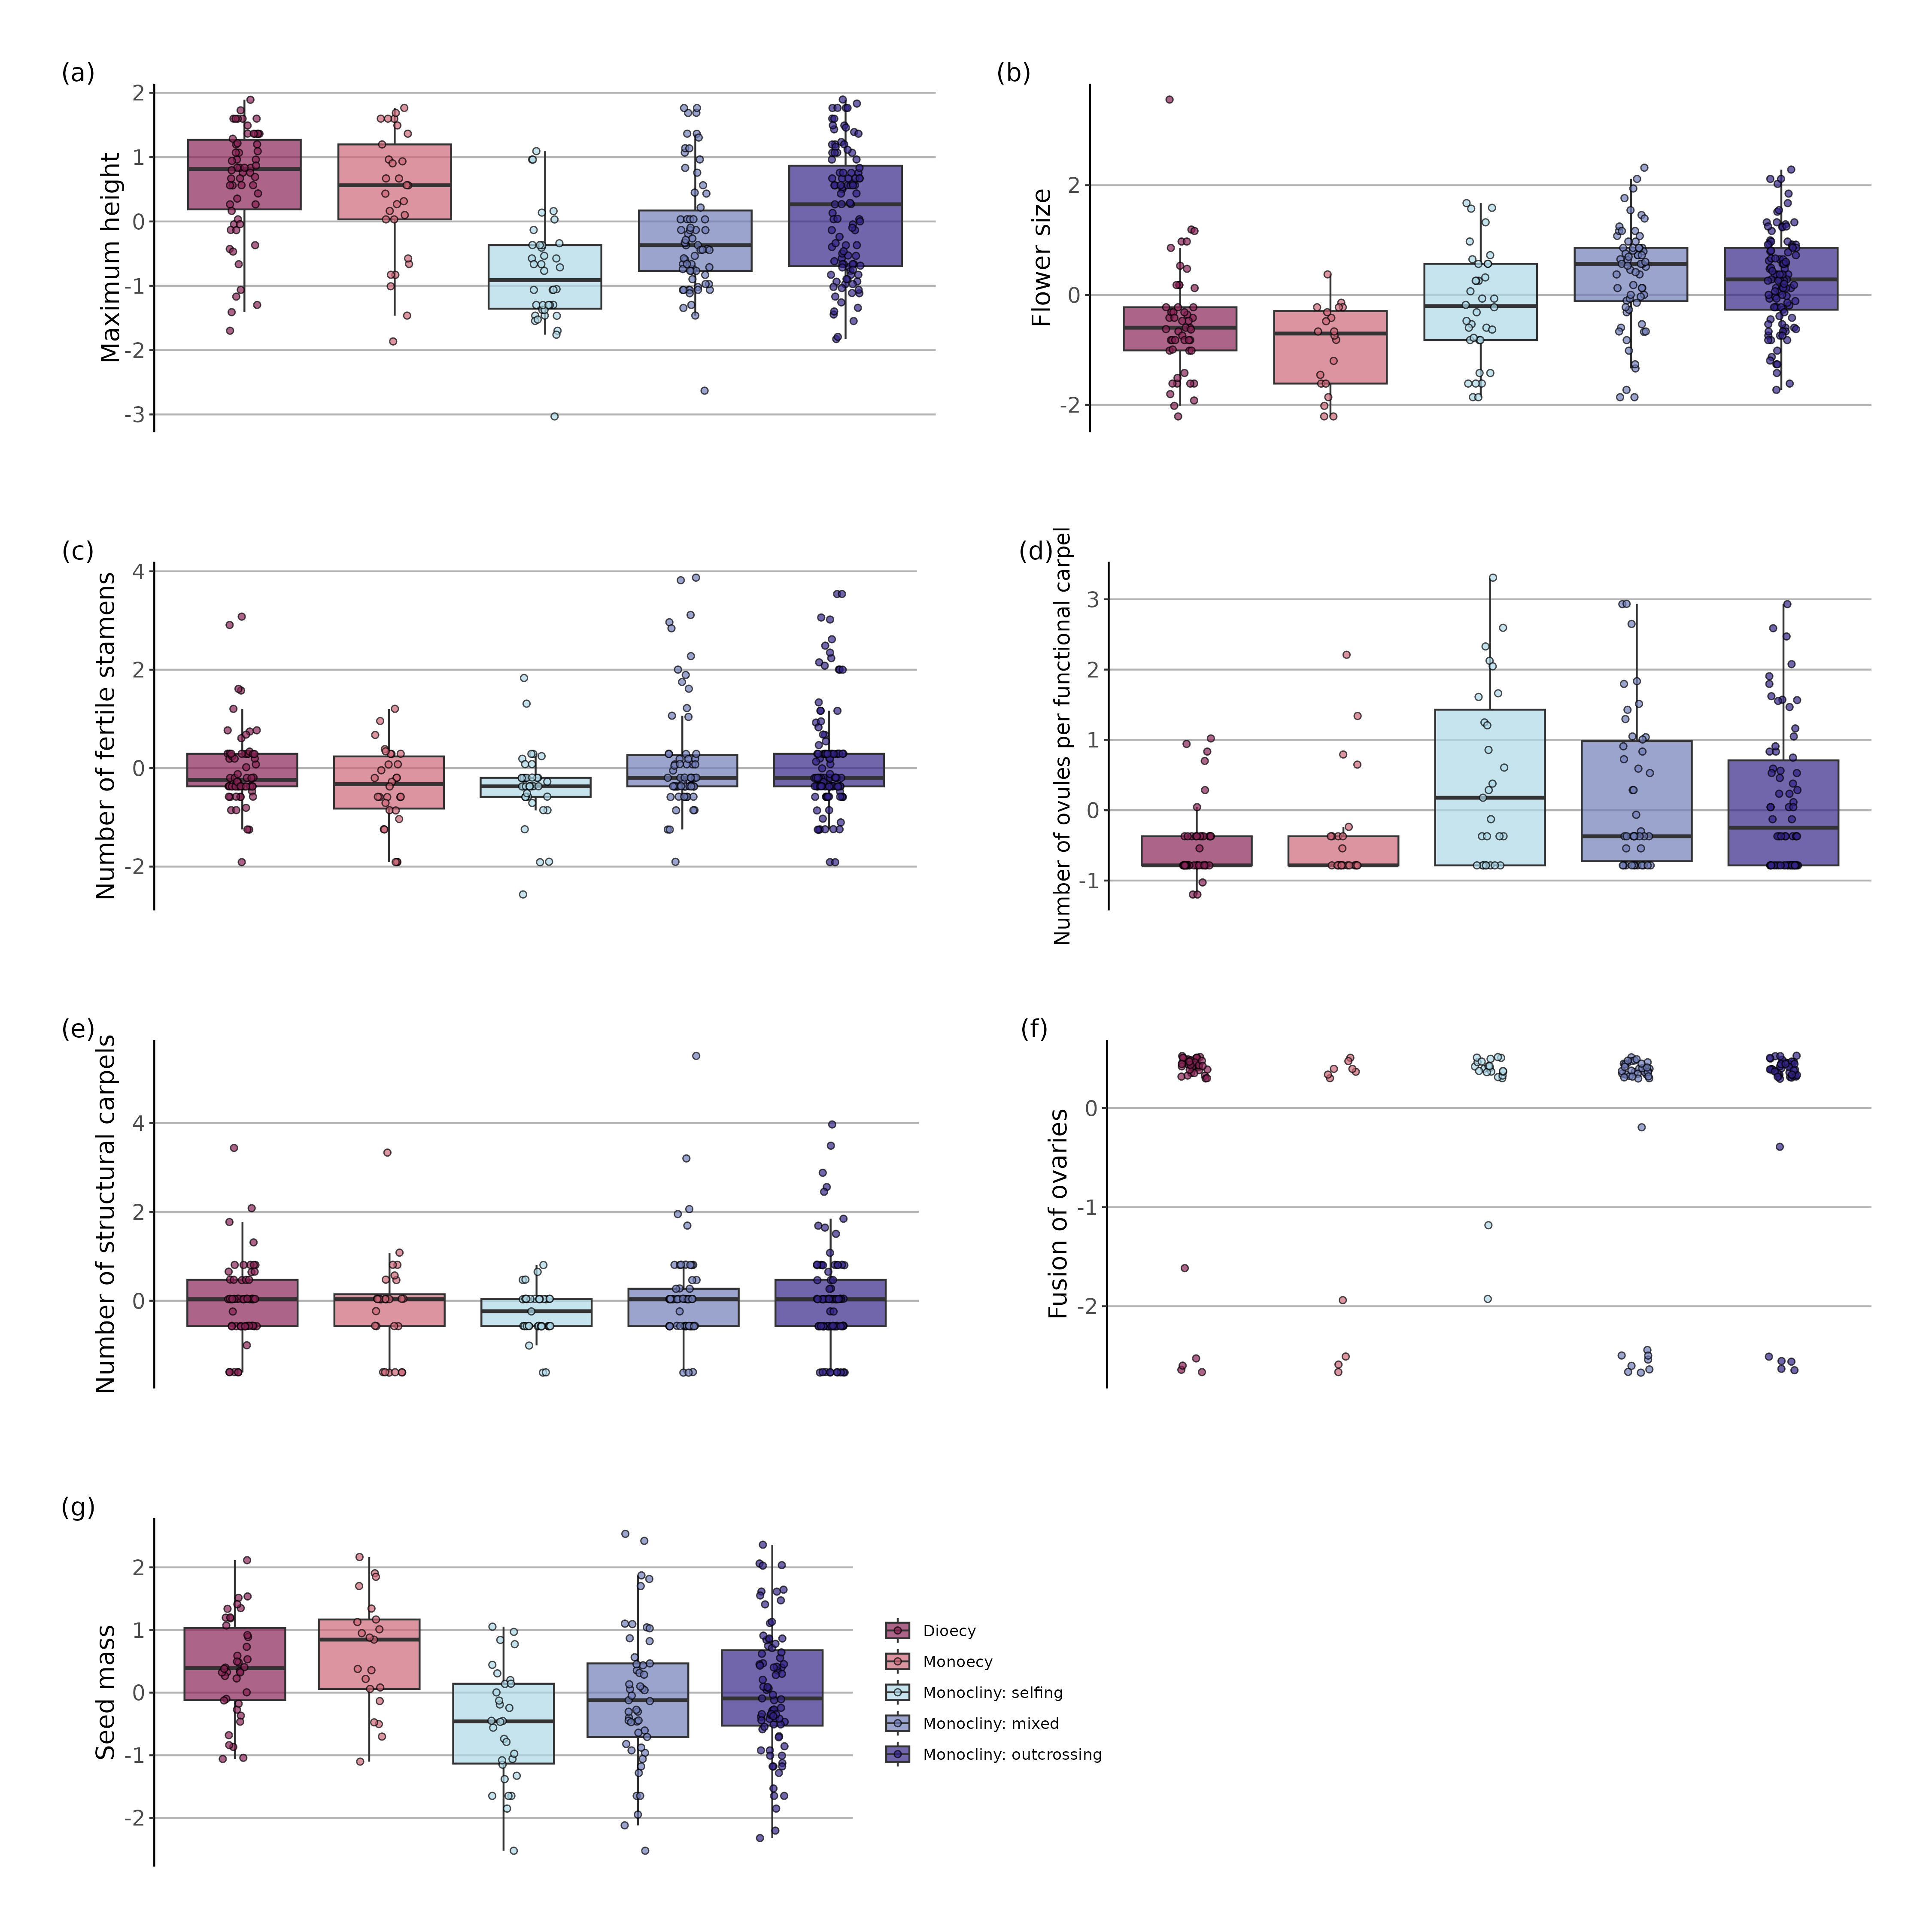 (a)
Maximum height
2
1
0
-1
-2
-3
(b)
Flower size
2
0
-2
(c)
Number of fertile stamens
4
2
0
-2
(d)
Number of ovules per functional carpel
3
2
1
0
-1
(e)
Number of structural carpels
4
2
0
(f)
Fusion of ovaries
0
-1
-2
(g)
Seed mass
2
1
0
-1
-2
Dioecy
Monoecy
Monocliny: selfing
Monocliny: mixed
Monocliny: outcrossing